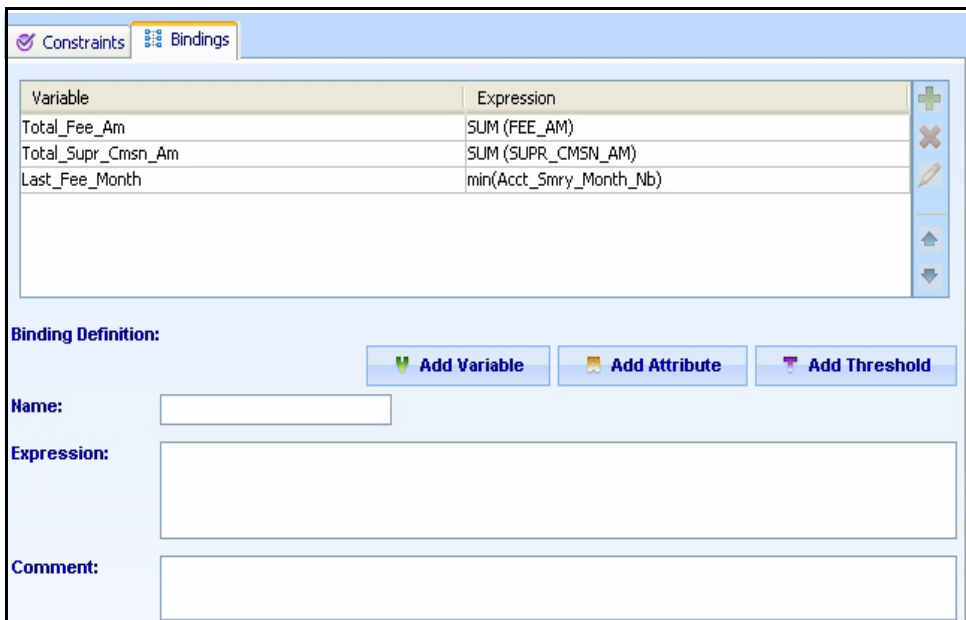 Constraints Bindings
Variable Expression
Total_Fee_Am SUM (FEE_AM)
Total_Supr_Cmsn_Am SUM (SUPR_CMSN_AM)
Last_Fee_Month min(Acct_Smry_Month_Nb)
Binding Definition:
Add Variable Add Attribute Add Threshold
Name:
Expression:
Comment: